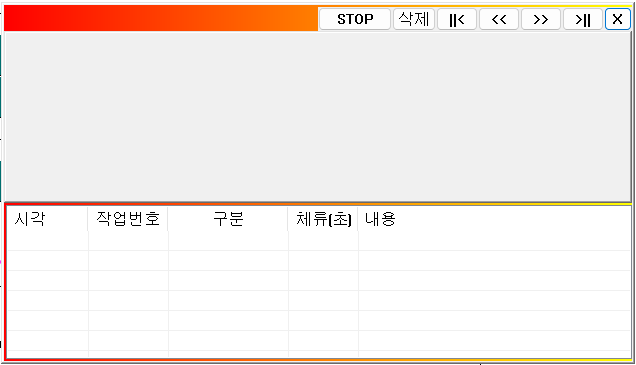 STOP 삭제 ||< << >> >|| X
시각 작업번호 구분 체류(초) 내용